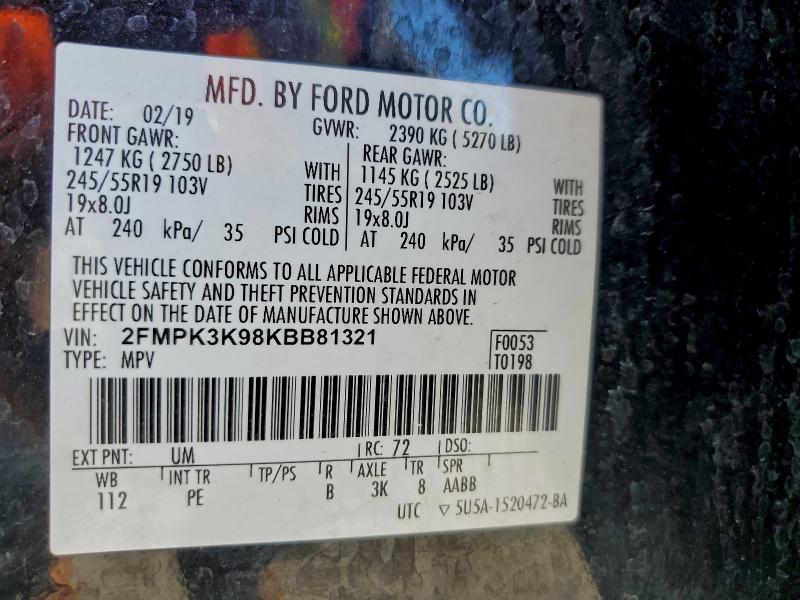 MFD. BY FORD MOTOR CO.
DATE: 02/19 GVWR: 2390 KG ( 5270 LB)
FRONT GAWR: REAR GAWR:
1247 KG ( 2750 LB) WITH 1145 KG ( 2525 LB) WITH
245/55R19 103V TIRES 245/55R19 103V TIRES
19x8.0J RIMS 19x8.0J RIMS
AT 240 kPa/ 35 PSI COLD AT 240 kPa/ 35 PSI COLD
THIS VEHICLE CONFORMS TO ALL APPLICABLE FEDERAL MOTOR
VEHICLE SAFETY AND THEFT PREVENTION STANDARDS IN
EFFECT ON THE DATE OF MANUFACTURE SHOWN ABOVE.
VIN: 2FMPK3K98KBB81321 F0053
TYPE: MPV T0198
EXT PNT: UM RC: 72 DSO:
WB INT TR TP/PS R AXLE TR SPR
112 PE B 3K 8 AABB
UTC ▽ 5U5A-1520472-BA